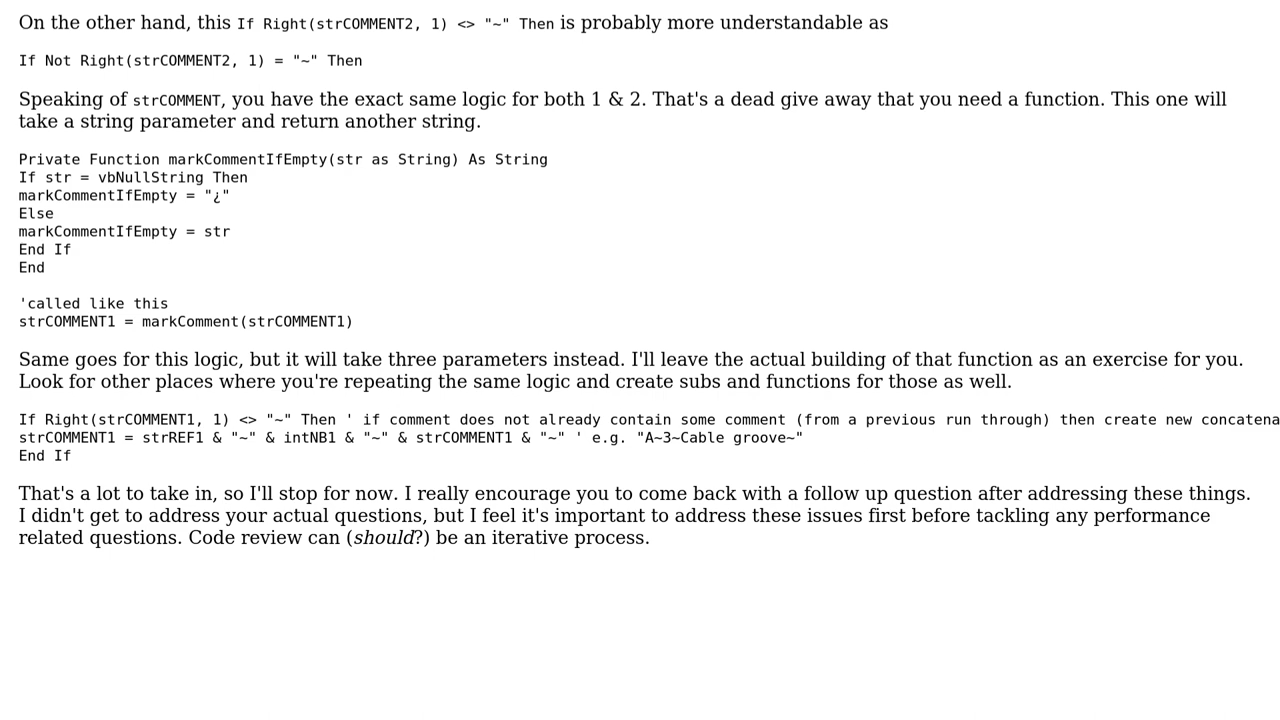 On the other hand, this If Right(strCOMMENT2, 1) <> "~" Then is probably more understandable as
If Not Right(strCOMMENT2, 1) = "~" Then
Speaking of strCOMMENT, you have the exact same logic for both 1 & 2. That's a dead give away that you need a function. This one will
take a string parameter and return another string.
Private Function markCommentIfEmpty(str as String) As String
If str = vbNullString Then
markCommentIfEmpty = "¿"
Else
markCommentIfEmpty = str
End If
End
'called like this
strCOMMENT1 = markComment(strCOMMENT1)
Same goes for this logic, but it will take three parameters instead. I'll leave the actual building of that function as an exercise for you.
Look for other places where you're repeating the same logic and create subs and functions for those as well.
If Right(strCOMMENT1, 1) <> "~" Then ' if comment does not already contain some comment (from a previous run through) then create new concatena
strCOMMENT1 = strREF1 & "~" & intNB1 & "~" & strCOMMENT1 & "~" ' e.g. "A~3~Cable groove~"
End If
That's a lot to take in, so I'll stop for now. I really encourage you to come back with a follow up question after addressing these things.
I didn't get to address your actual questions, but I feel it's important to address these issues first before tackling any performance
related questions. Code review can (should?) be an iterative process.